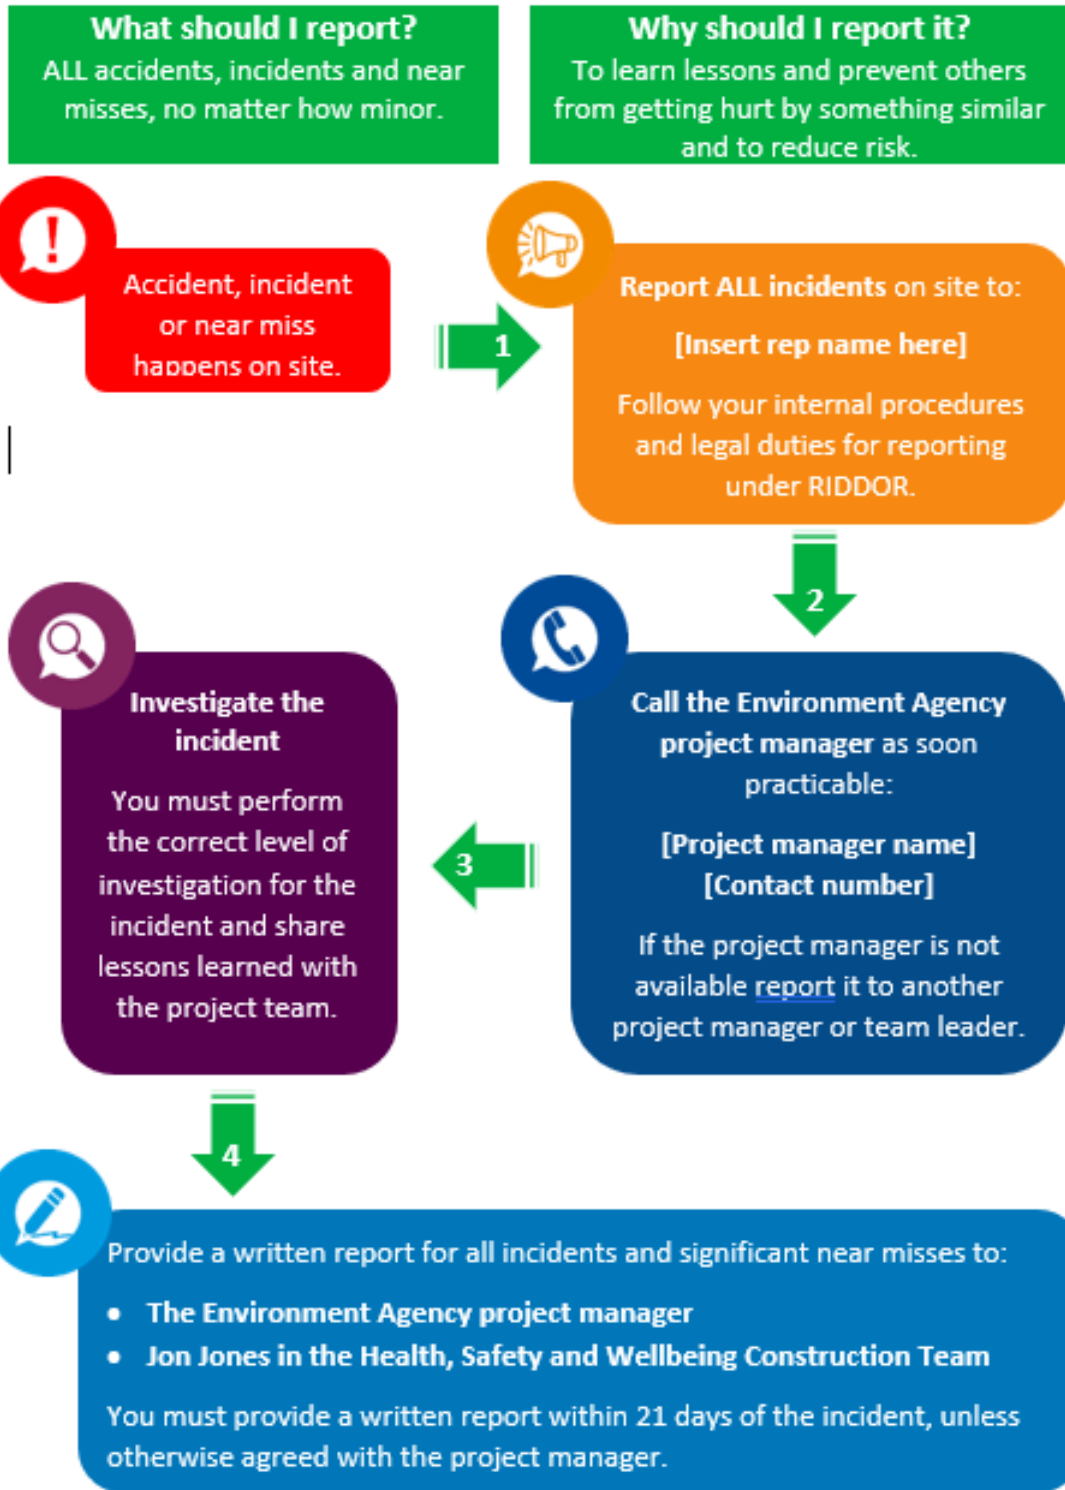 What should I report?
ALL accidents, incidents and near
misses, no matter how minor.
Why should I report it?
To learn lessons and prevent others
from getting hurt by something similar
and to reduce risk.
!
Accident, incident
or near miss
happens on site.
1
Report ALL incidents on site to:
[Insert rep name here]
Follow your internal procedures
and legal duties for reporting
under RIDDOR.
2
Call the Environment Agency
project manager as soon
practicable:
[Project manager name]
[Contact number]
If the project manager is not
available report it to another
project manager or team leader.
3
Investigate the
incident
You must perform
the correct level of
investigation for the
incident and share
lessons learned with
the project team.
4
Provide a written report for all incidents and significant near misses to:
• The Environment Agency project manager
• Jon Jones in the Health, Safety and Wellbeing Construction Team
You must provide a written report within 21 days of the incident, unless
otherwise agreed with the project manager.